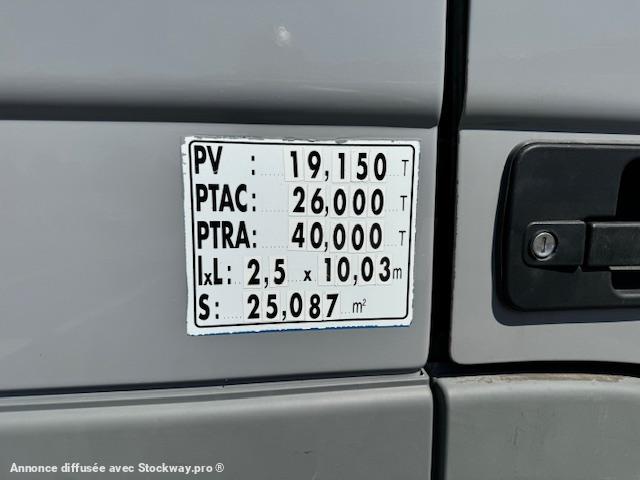 PV : 19,150 T
PTAC: 26,000 T
PTRA: 40,000 T
IxL: 2,5 x 10,03 m
S: 25,087 m²
Annonce diffusée avec Stockway.pro ®